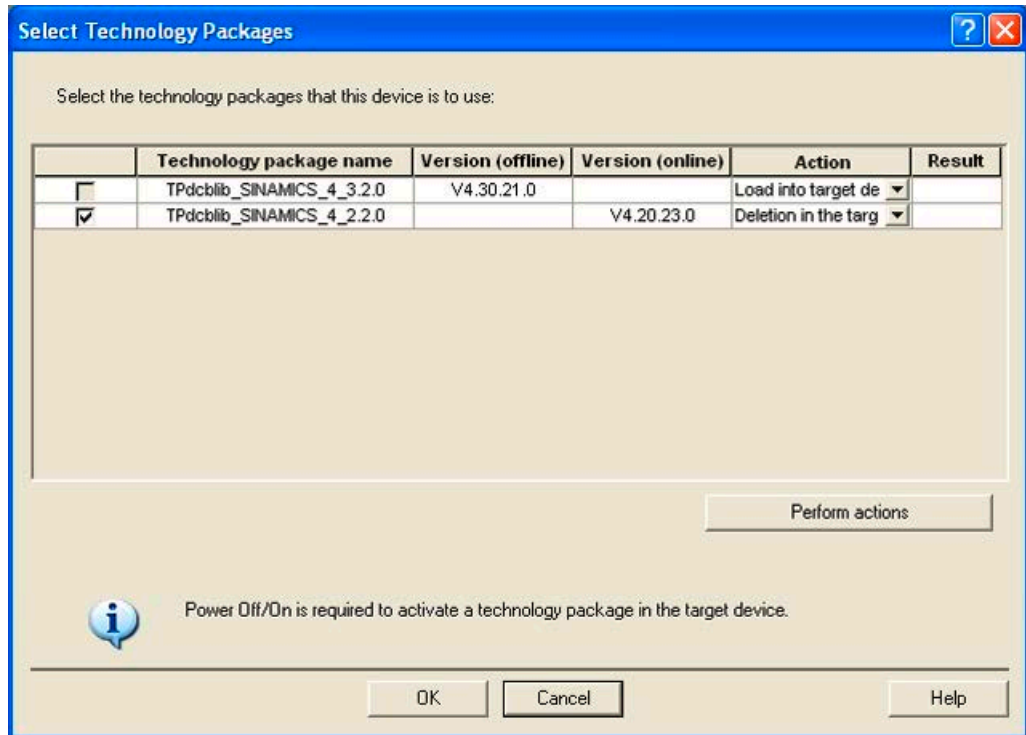 Select Technology Packages
Select the technology packages that this device is to use:
Technology package name Version (offline) Version (online) Action Result
TPdcblib_SINAMICS_4_3.2.0 V4.30.21.0 Load into target de
TPdcblib_SINAMICS_4_2.2.0 V4.20.23.0 Deletion in the targ
Perform actions
Power Off/On is required to activate a technology package in the target device.
OK Cancel Help